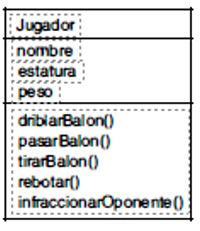 Jugador
nombre
estatura
peso
driblarBalon()
pasarBalon()
tirarBalon()
rebotar()
infraccionarOponente()